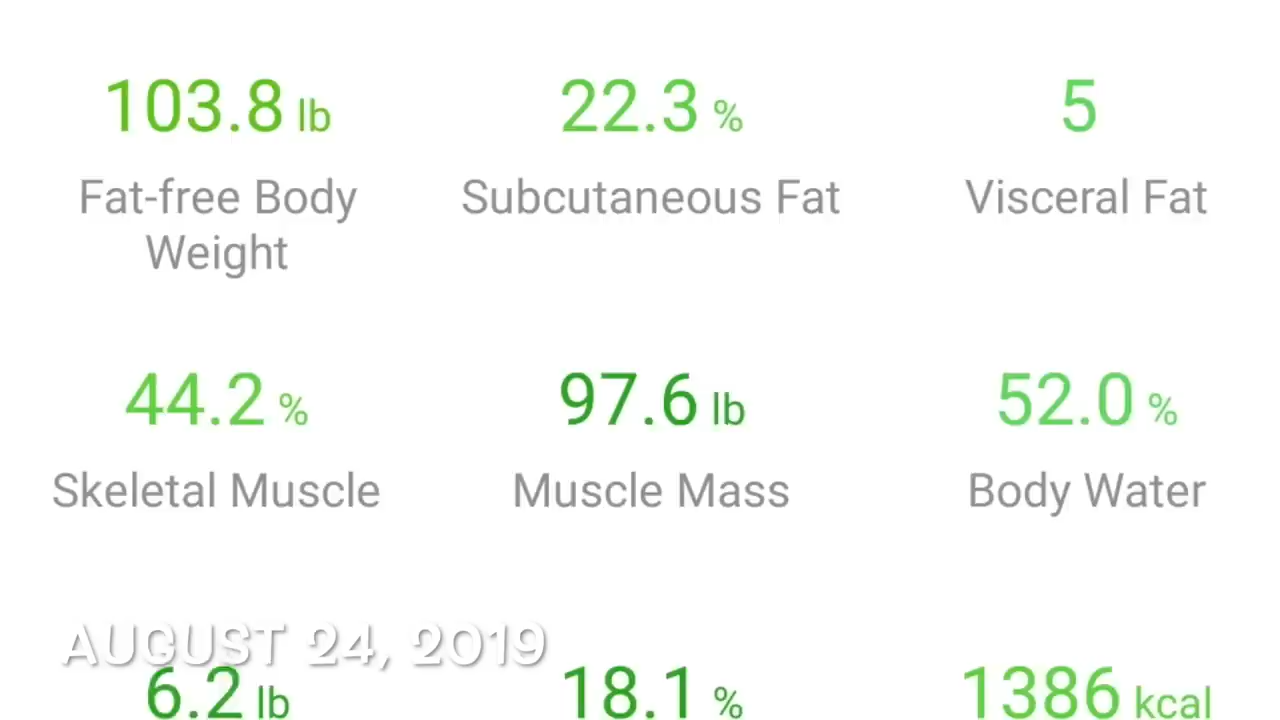 103.8 lb 22.3 % 5
Fat-free Body Subcutaneous Fat Visceral Fat
Weight
44.2 % 97.6 lb 52.0 %
Skeletal Muscle Muscle Mass Body Water
AUGUST 24, 2019
6.2 lb 18.1 % 1386 kcal